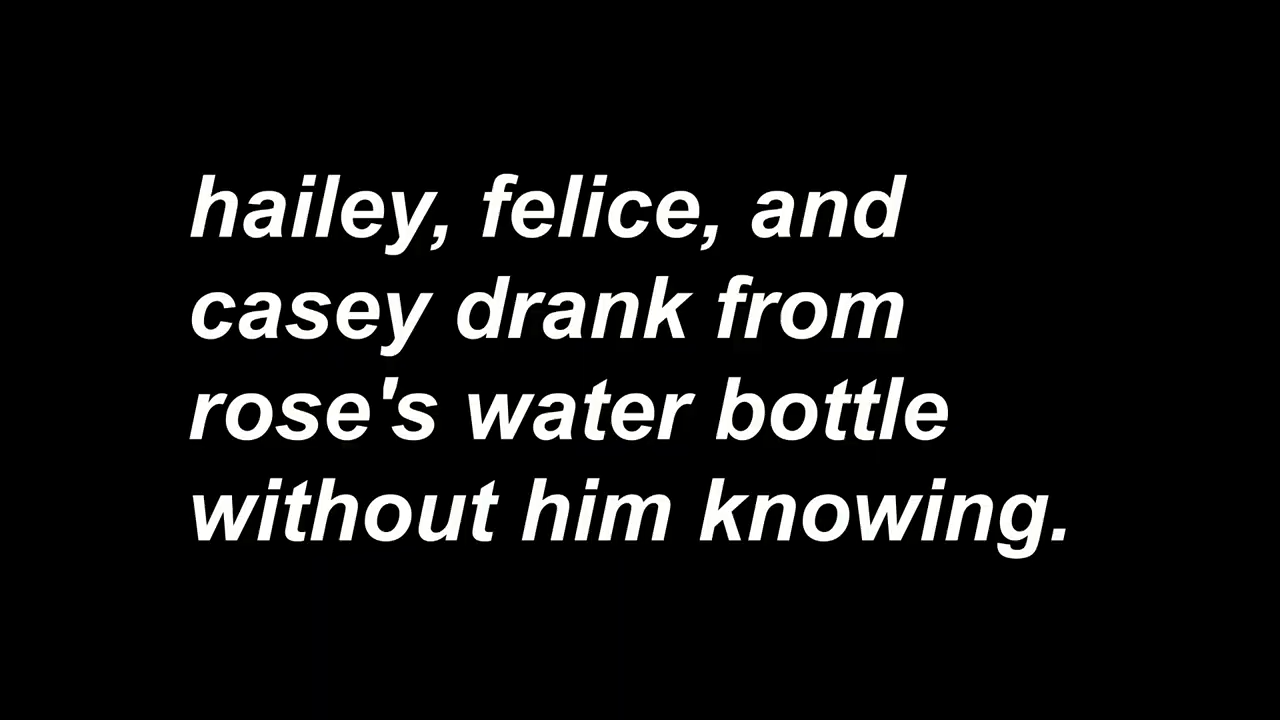 hailey, felice, and
casey drank from
rose's water bottle
without him knowing.